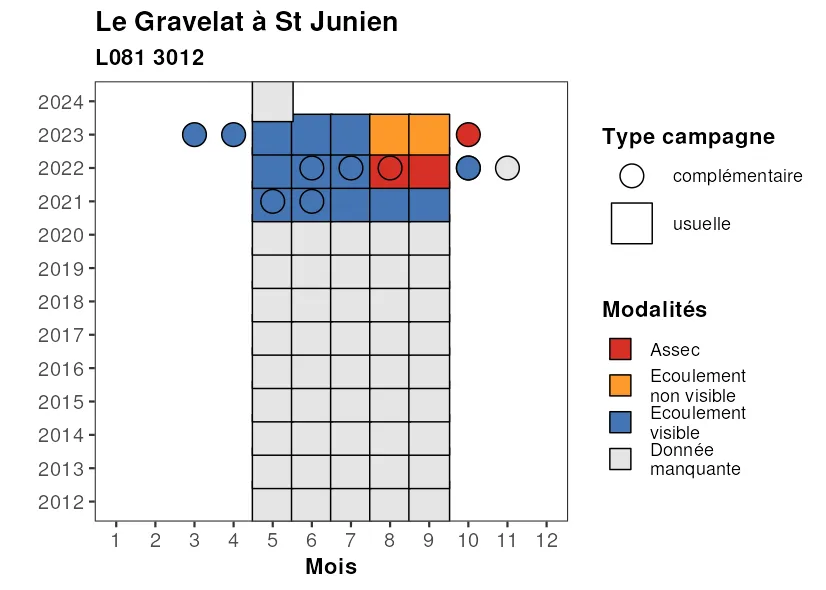 Le Gravelat à St Junien
L081 3012
2024
2023
2022
2021
2020
2019
2018
2017
2016
2015
2014
2013
2012
1 2 3 4 5 6 7 8 9 10 11 12
Mois
Type campagne
complémentaire
usuelle
Modalités
Assec
Ecoulement
non visible
Ecoulement
visible
Donnée
manquante